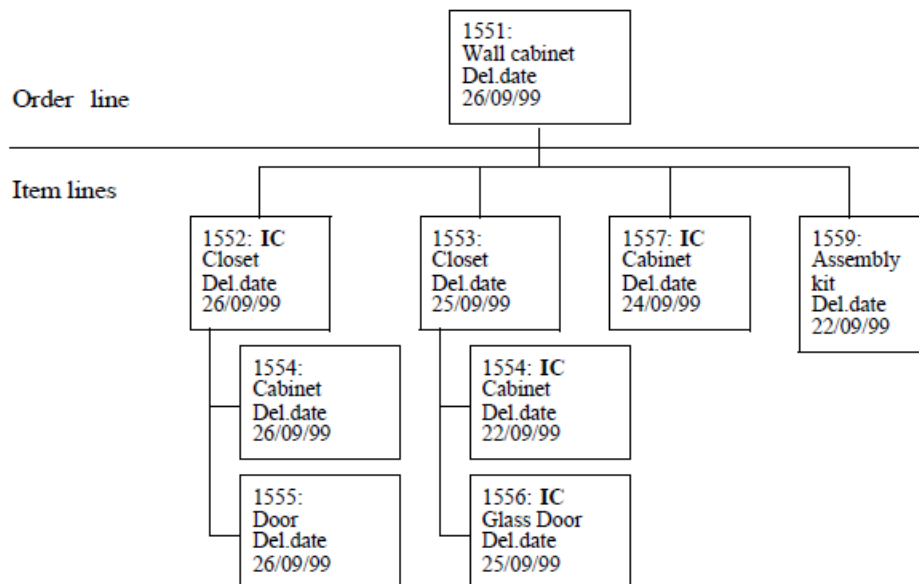 1551:
Wall cabinet
Del.date
26/09/99
Order line
Item lines
1552: IC
Closet
Del.date
26/09/99
1553:
Closet
Del.date
25/09/99
1557: IC
Cabinet
Del.date
24/09/99
1559:
Assembly
kit
Del.date
22/09/99
1554:
Cabinet
Del.date
26/09/99
1554: IC
Cabinet
Del.date
22/09/99
1555:
Door
Del.date
26/09/99
1556: IC
Glass Door
Del.date
25/09/99